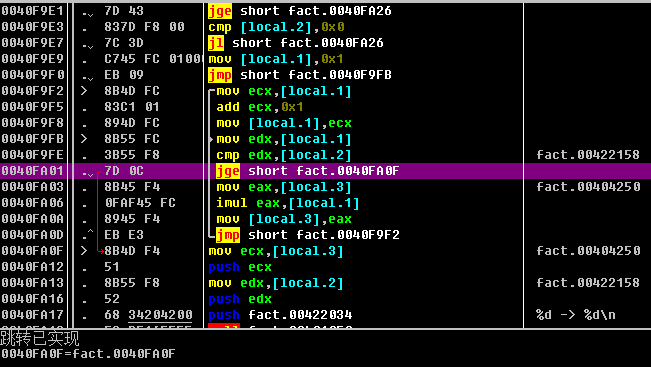 0040F9E1 . 7D 43 jge short fact.0040FA26
0040F9E3 . 837D F8 00 cmp [local.2],0x0
0040F9E7 . 7C 3D jl short fact.0040FA26
0040F9E9 . C745 FC 0100 mov [local.1],0x1
0040F9F0 . EB 09 jmp short fact.0040F9FB
0040F9F2 > 8B4D FC mov ecx,[local.1]
0040F9F5 . 83C1 01 add ecx,0x1
0040F9F8 . 894D FC mov [local.1],ecx
0040F9FB > 8B55 FC mov edx,[local.1]
0040F9FE . 3B55 F8 cmp edx,[local.2] fact.00422158
0040FA01 . 7D 0C jge short fact.0040FA0F
0040FA03 . 8B45 F4 mov eax,[local.3] fact.00404250
0040FA06 . 0FAF45 FC imul eax,[local.1]
0040FA0A . 8945 F4 mov [local.3],eax
0040FA0D .^ EB E3 jmp short fact.0040F9F2
0040FA0F > 8B4D F4 mov ecx,[local.3] fact.00404250
0040FA12 . 51 push ecx
0040FA13 . 8B55 F8 mov edx,[local.2] fact.00422158
0040FA16 . 52 push edx
0040FA17 . 68 34204200 push fact.00422034 %d -> %d\n
跳转已实现
0040FA0F=fact.0040FA0F